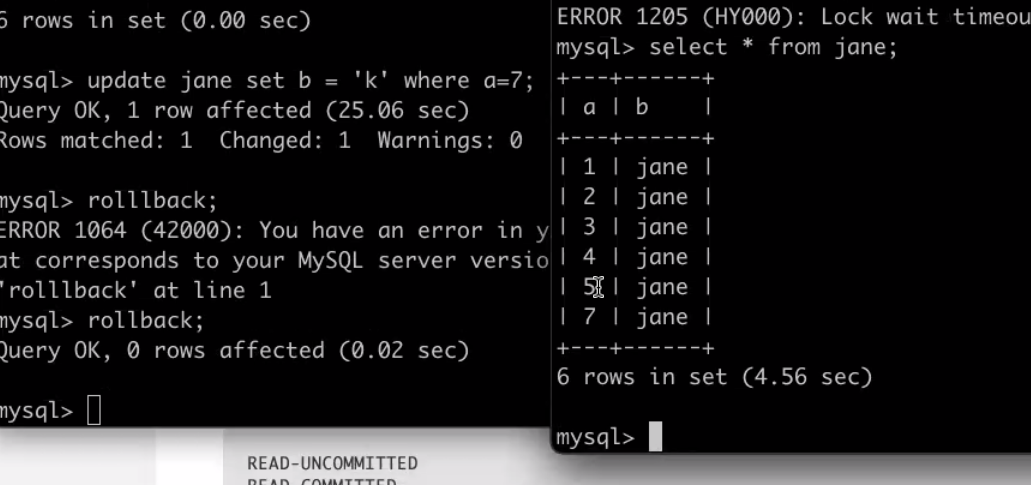 6 rows in set (0.00 sec)
mysql> update jane set b = 'k' where a=7;
Query OK, 1 row affected (25.06 sec)
Rows matched: 1  Changed: 1  Warnings: 0
mysql> rolllback;
ERROR 1064 (42000): You have an error in y
at corresponds to your MySQL server versio
'rolllback' at line 1
mysql> rollback;
Query OK, 0 rows affected (0.02 sec)
mysql>
ERROR 1205 (HY000): Lock wait timeou
mysql> select * from jane;
+---+------+
| a | b    |
+---+------+
| 1 | jane |
| 2 | jane |
| 3 | jane |
| 4 | jane |
| 5 | jane |
| 7 | jane |
+---+------+
6 rows in set (4.56 sec)
mysql>
READ-UNCOMMITTED
READ-COMMITTED